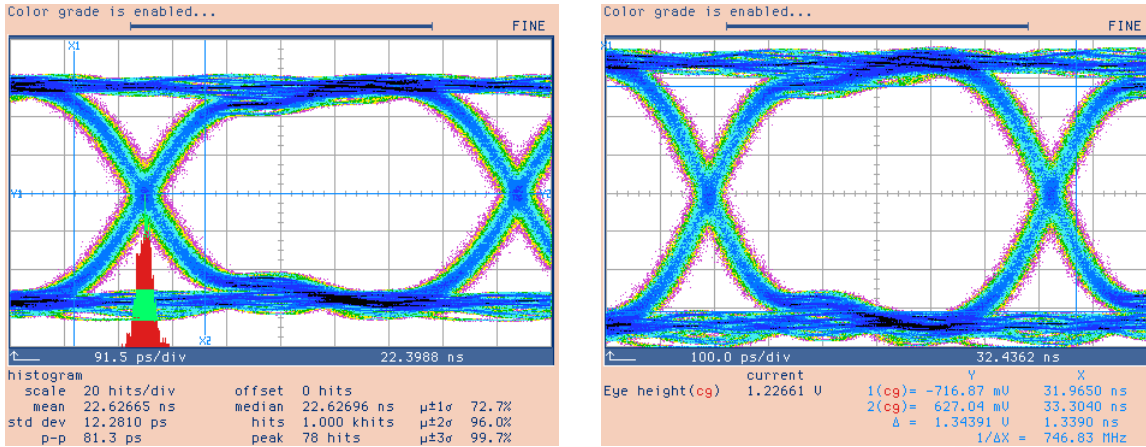 Color grade is enabled...
FINE
X1
Y1
X2
91.5 ps/div 22.3988 ns
histogram
scale 20 hits/div offset 0 hits
mean 22.62665 ns median 22.62696 ns μ±1σ 72.7%
std dev 12.2810 ps hits 1.000 khits μ±2σ 96.0%
p-p 81.3 ps peak 78 hits μ±3σ 99.7%
Color grade is enabled...
FINE
X1
100.0 ps/div 32.4362 ns
current Y X
Eye height(cg) 1.22661 V 1(cg)= -716.87 mV 31.9650 ns
2(cg)= 627.04 mV 33.3040 ns
Δ = 1.34391 V 1.3390 ns
1/ΔX = 746.83 MHz